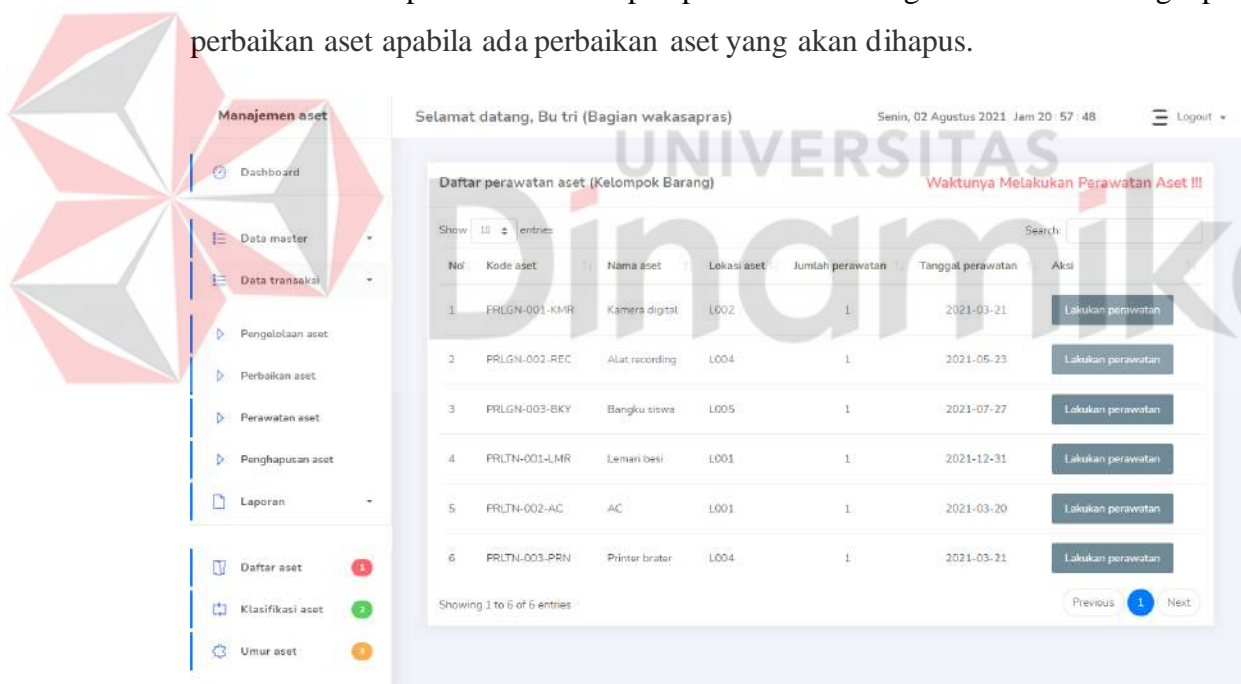 perbaikan aset apabila ada perbaikan aset yang akan dihapus.
Manajemen aset
Selamat datang, Bu tri (Bagian wakasapras)
Senin, 02 Agustus 2021 Jam 20 : 57 : 48
Logout
UNIVERSITAS
Dinamika
Dashboard
Data master
Data transaksi
Pengelolaan aset
Perbaikan aset
Perawatan aset
Penghapusan aset
Laporan
Daftar aset 1
Klasifikasi aset 2
Umur aset 3
Daftar perawatan aset (Kelompok Barang)
Waktunya Melakukan Perawatan Aset !!!
Show 10 entries
Search:
No Kode aset Nama aset Lokasi aset Jumlah perawatan Tanggal perawatan Aksi
1 PRLGN-001-KMR Kamera digital L002 1 2021-03-21 Lakukan perawatan
2 PRLGN-002-REC Alat recording L004 1 2021-05-23 Lakukan perawatan
3 PRLGN-003-BKY Bangku siswa L005 1 2021-07-27 Lakukan perawatan
4 PRLTN-001-LMR Lemari besi L001 1 2021-12-31 Lakukan perawatan
5 PRLTN-002-AC AC L001 1 2021-03-20 Lakukan perawatan
6 PRLTN-003-PRN Printer brater L004 1 2021-03-21 Lakukan perawatan
Showing 1 to 6 of 6 entries
Previous 1 Next